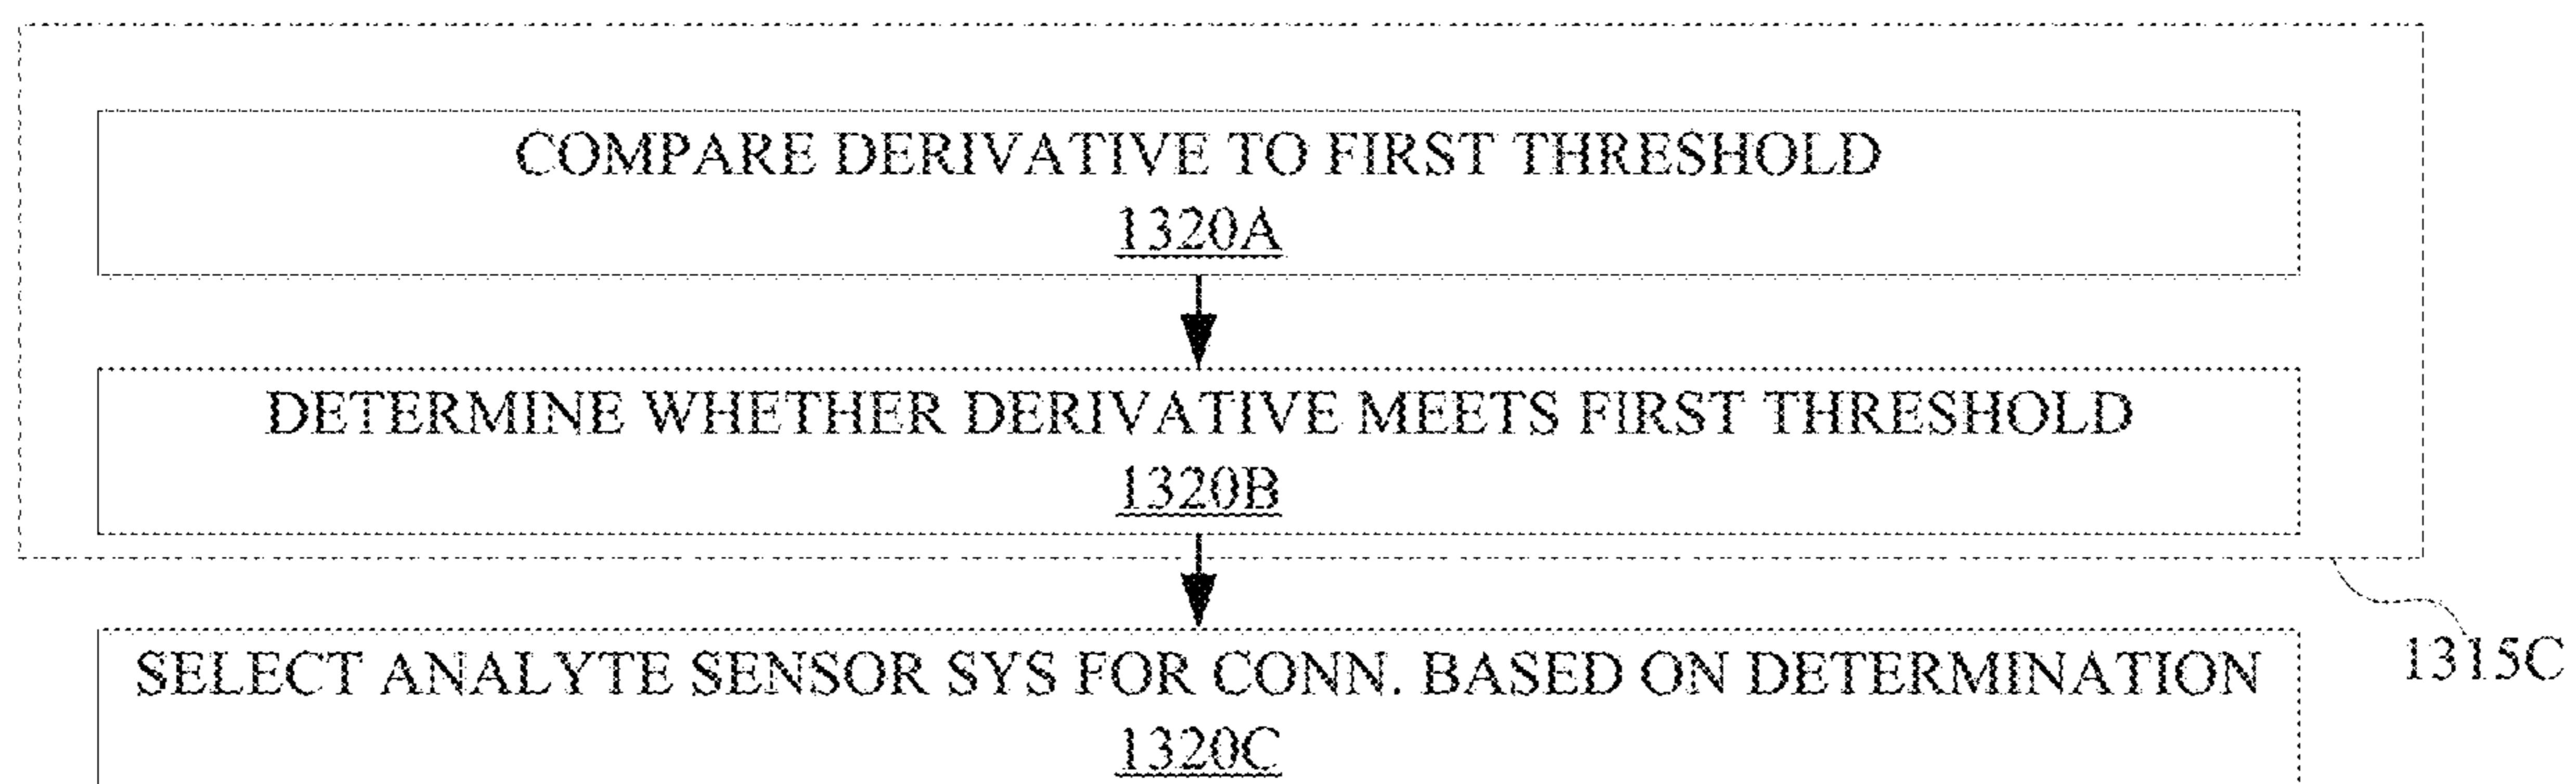 COMPARE DERIVATIVE TO FIRST THRESHOLD
1320A
DETERMINE WHETHER DERIVATIVE MEETS FIRST THRESHOLD
1320B
SELECT ANALYTE SENSOR SYS FOR CONN. BASED ON DETERMINATION
1315C
1320C